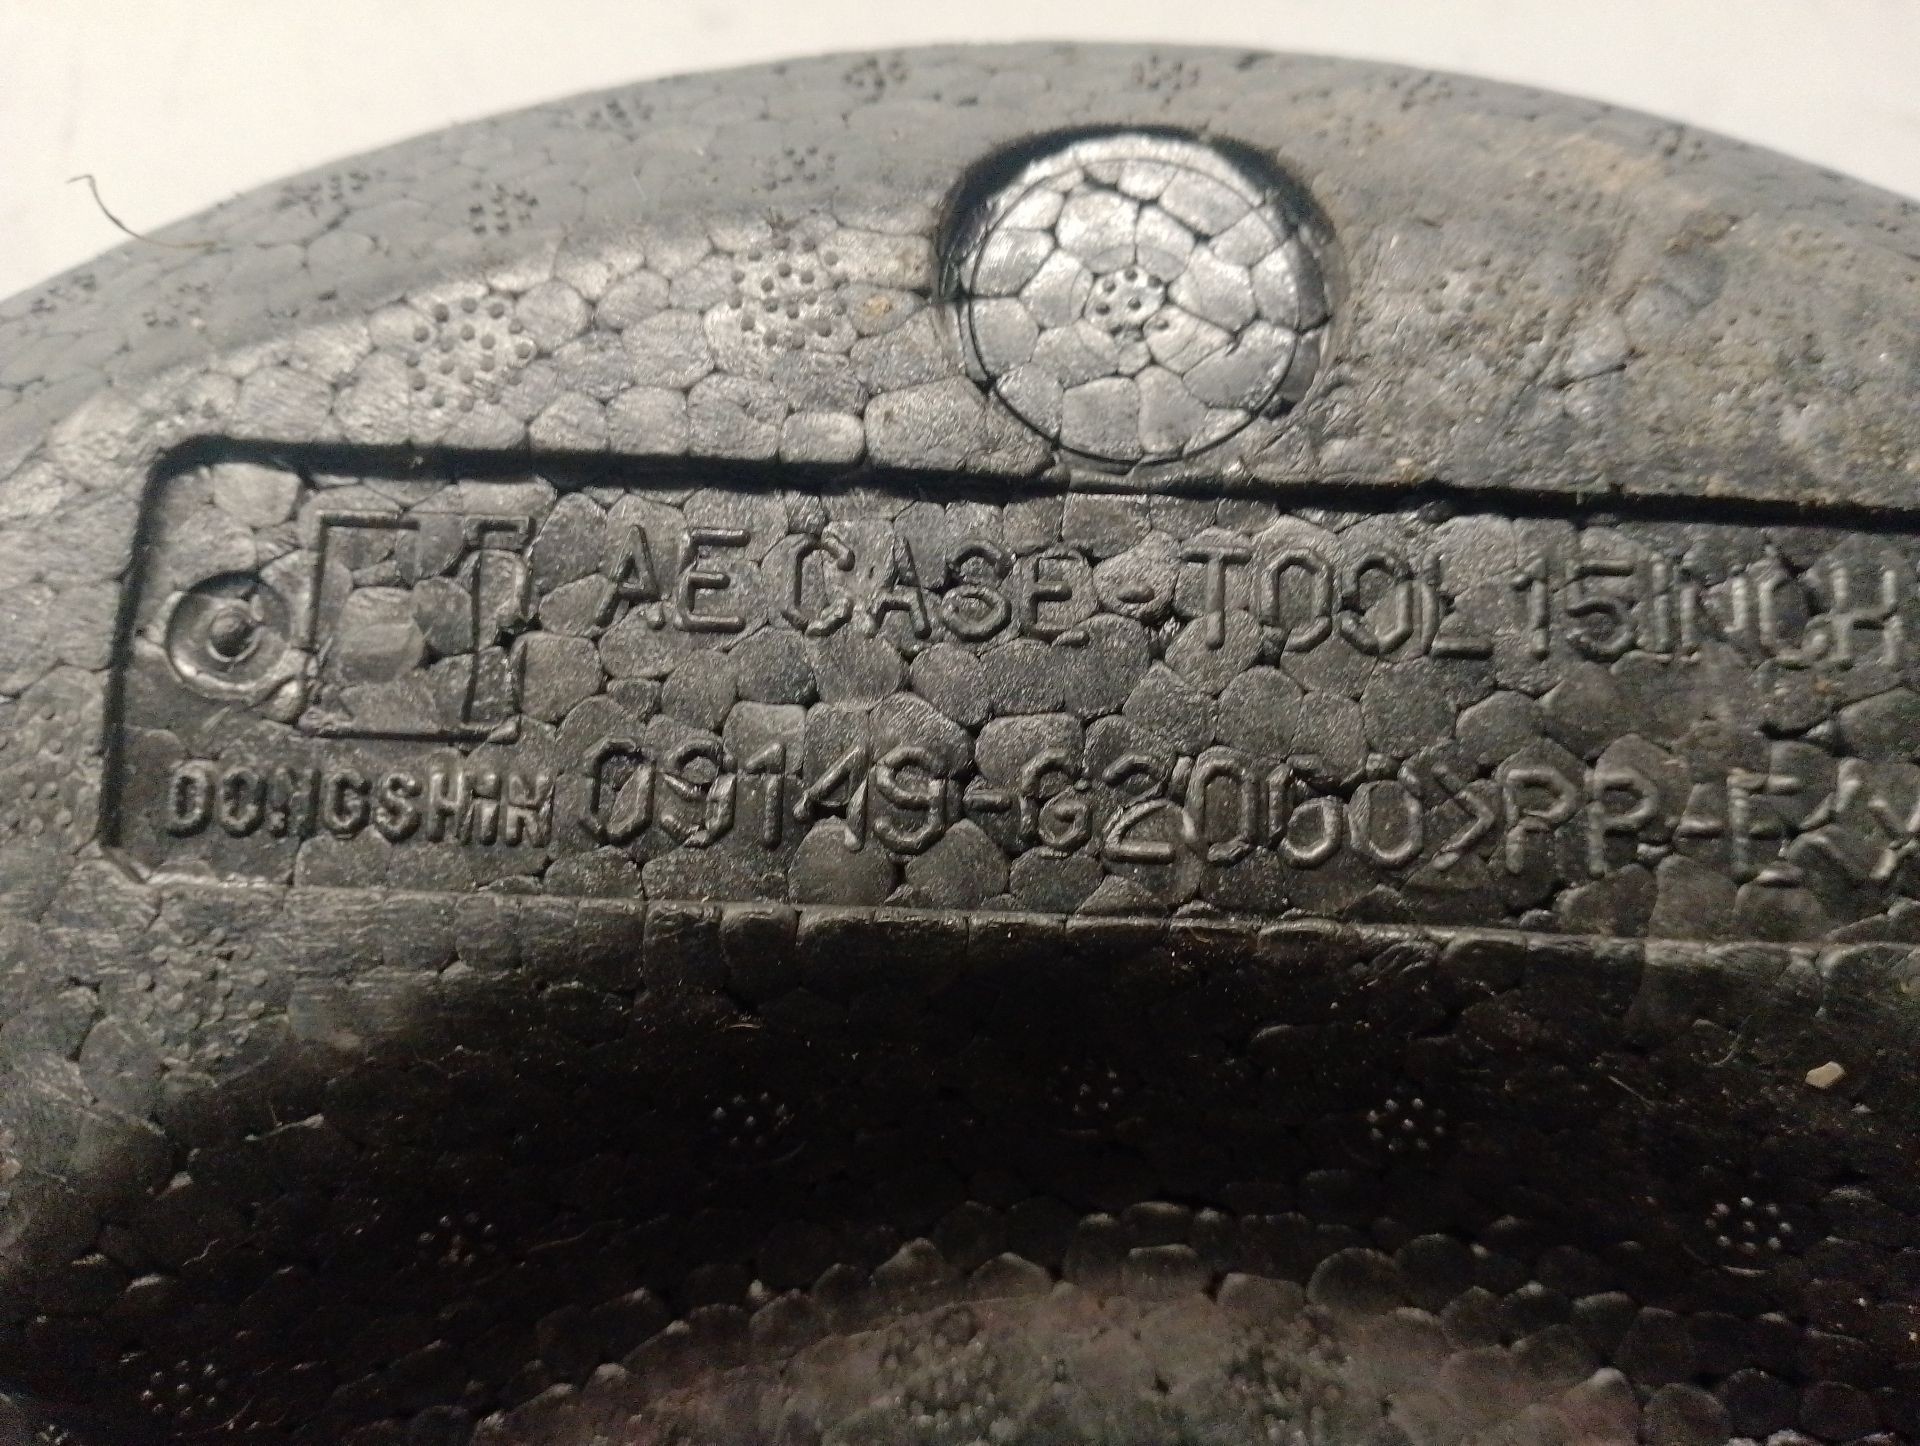 AE CASE-TOOL 15INCH
DONGSHIN 09149-G2060>PP-E<